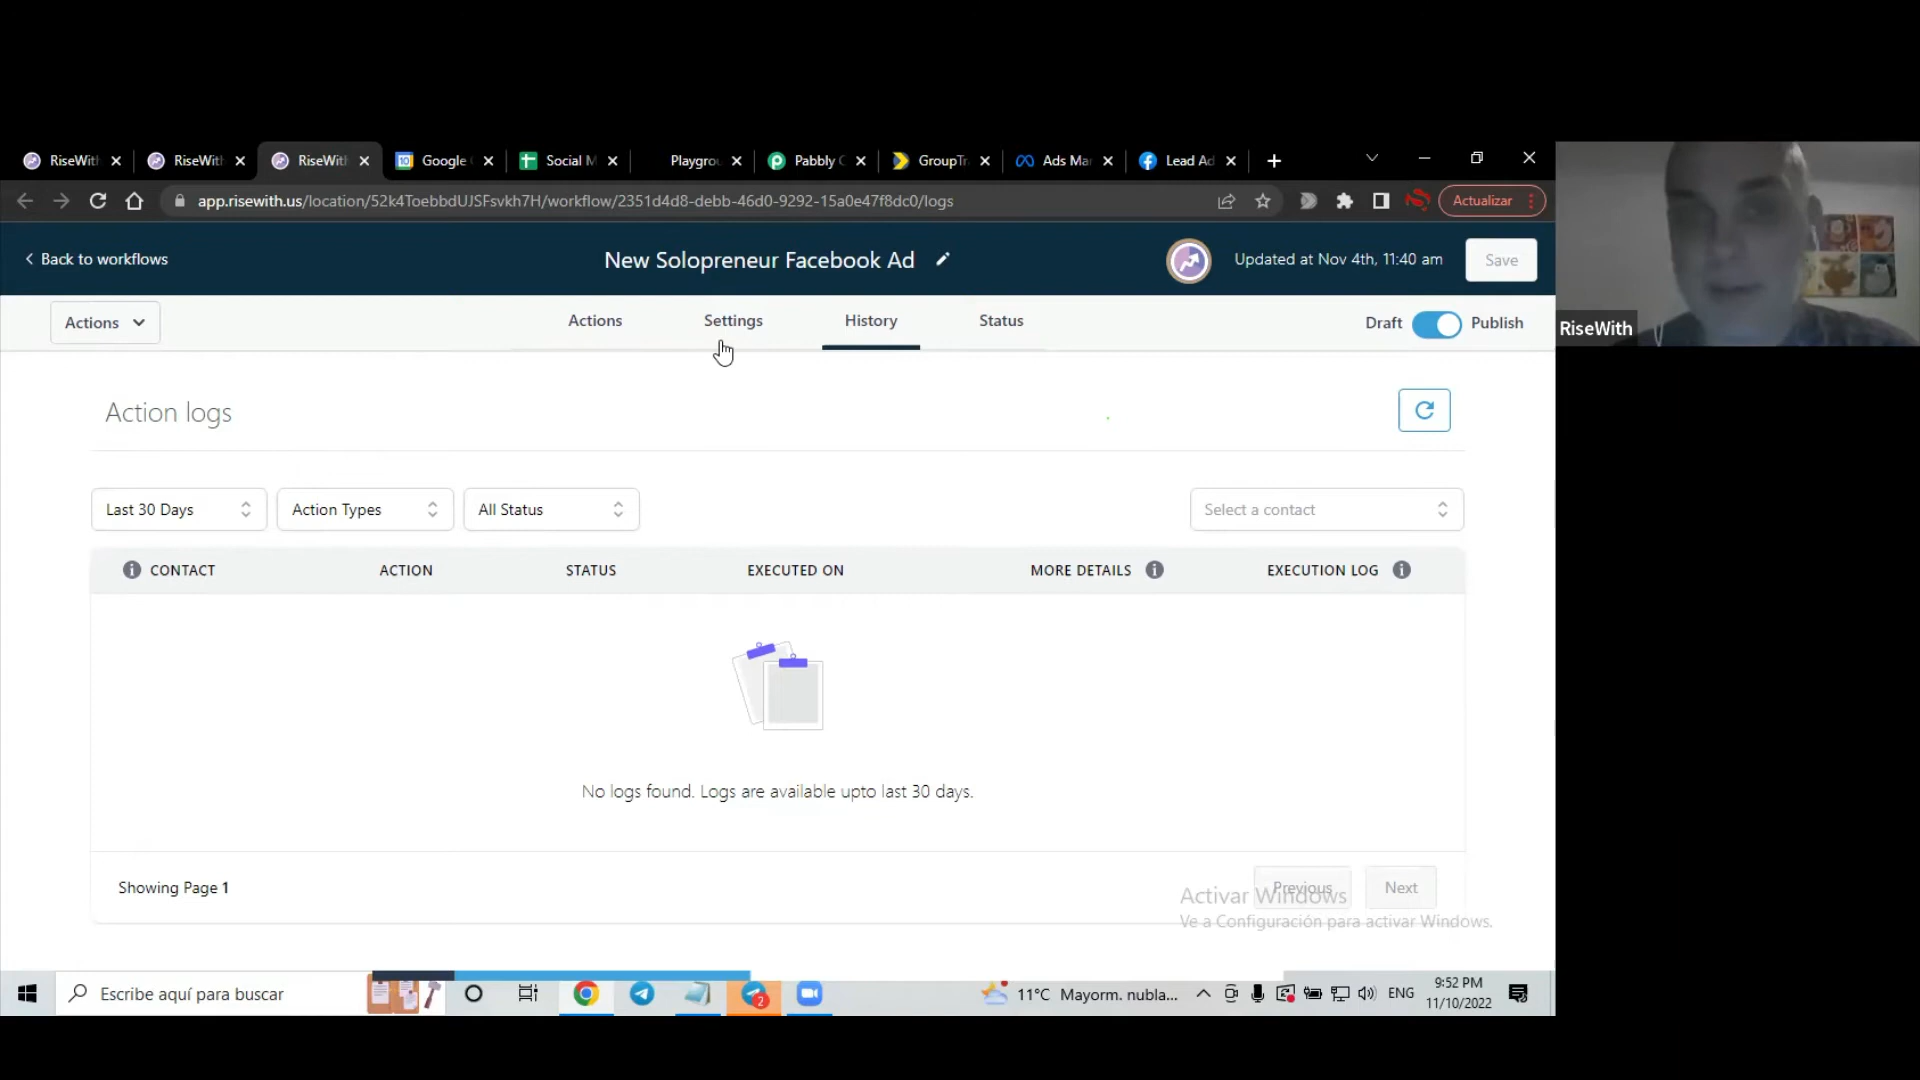 RiseWith
RiseWith
RiseWith
Google
Social M
Playgrou
Pabbly C
GroupTr
Ads Ma
Lead Ad
app.risewith.us/location/52k4ToebbdUJSFsvkh7H/workflow/2351d4d8-debb-46d0-9292-15a0e47f8dc0/logs
Actualizar
Back to workflows
New Solopreneur Facebook Ad
Updated at Nov 4th, 11:40 am
Save
Actions
Actions
Settings
History
Status
Draft
Publish
RiseWith
Action logs
Last 30 Days
Action Types
All Status
Select a contact
CONTACT
ACTION
STATUS
EXECUTED ON
MORE DETAILS
EXECUTION LOG
No logs found. Logs are available upto last 30 days.
Showing Page 1
Previous
Next
Activar Windows
Ve a Configuración para activar Windows.
Escribe aquí para buscar
2
11°C Mayorm. nubla...
ENG
9:52 PM
11/10/2022